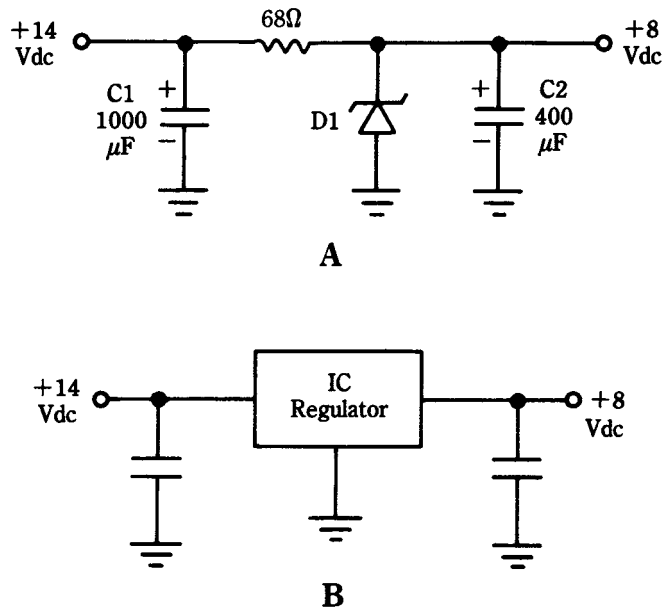 +14
Vdc
68Ω
+8
Vdc
C1
1000
μF
+
−
D1
+
−
C2
400
μF
A
+14
Vdc
IC
Regulator
+8
Vdc
B